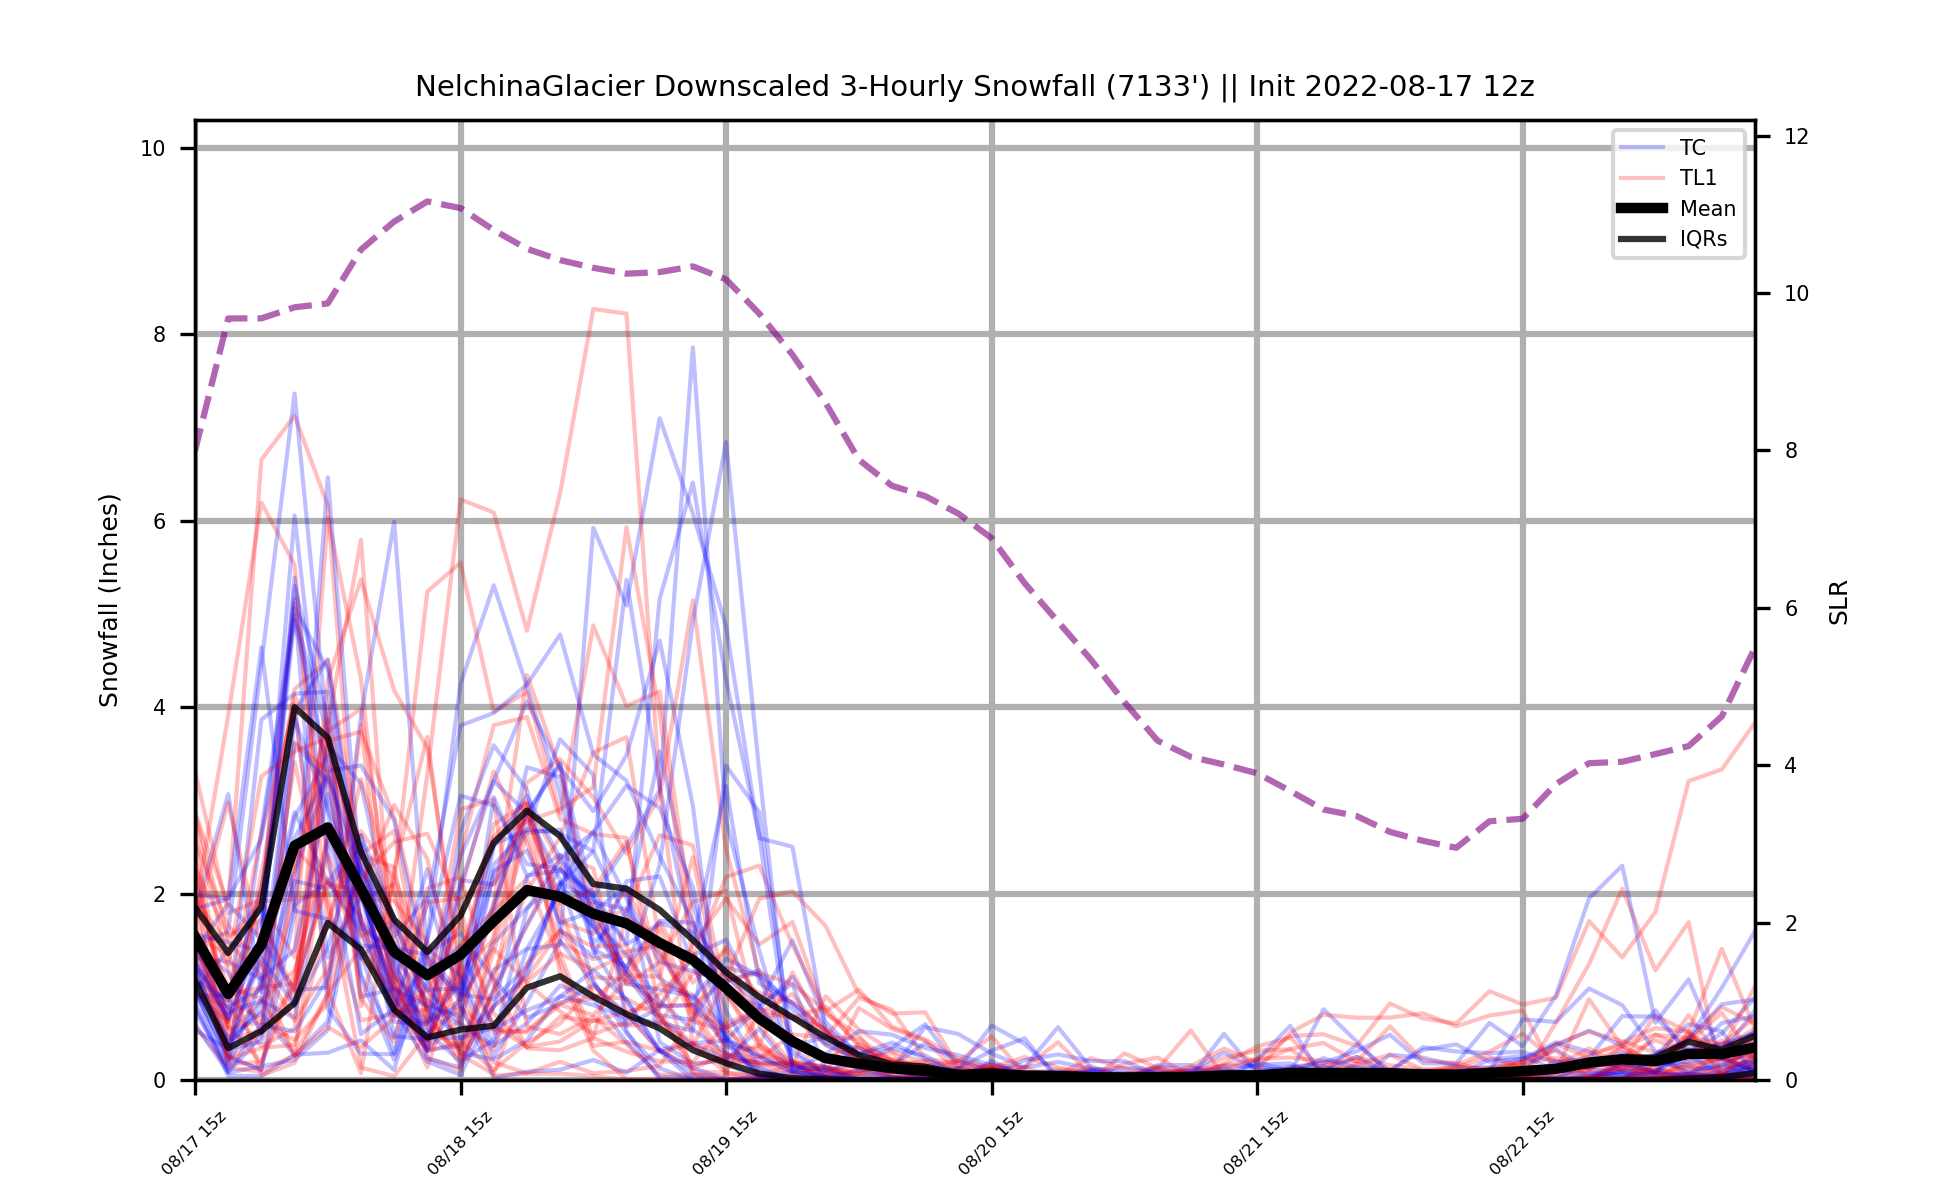 NelchinaGlacier Downscaled 3-Hourly Snowfall (7133') || Init 2022-08-17 12z
TC
TL1
Mean
IQRs
Snowfall (Inches)
10
8
6
4
2
0
12
10
8
6
4
2
0
SLR
08/17 15z
08/18 15z
08/19 15z
08/20 15z
08/21 15z
08/22 15z